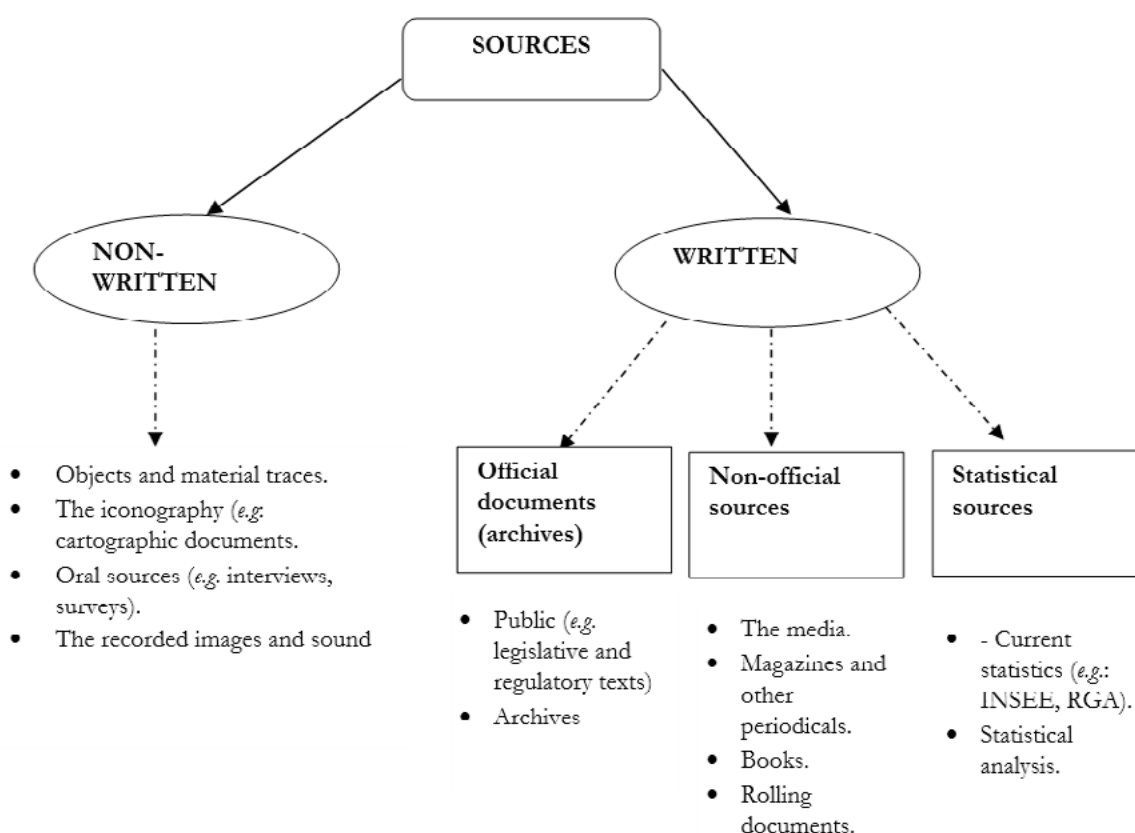 SOURCES
NON-
WRITTEN
WRITTEN
• Objects and material traces.
• The iconography (e.g:
cartographic documents.
• Oral sources (e.g. interviews,
surveys).
• The recorded images and sound
Official
documents
(archives)
• Public (e.g.
legislative and
regulatory texts)
• Archives
Non-official
sources
• The media.
• Magazines and
other
periodicals.
• Books.
• Rolling
documents.
Statistical
sources
• - Current
statistics (e.g.:
INSEE, RGA).
• Statistical
analysis.